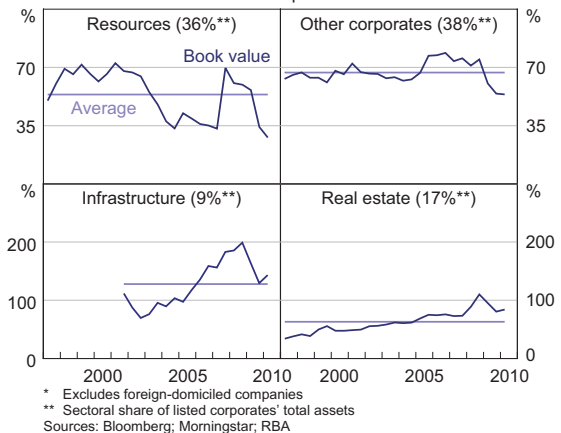 %
Resources (36%**)
Other corporates (38%**)
%
70
Book value
70
Average
35
35
%
Infrastructure (9%**)
Real estate (17%**)
%
200
200
100
100
0
0
2000
2005
2010
2000
2005
2010
* Excludes foreign-domiciled companies
** Sectoral share of listed corporates' total assets
Sources: Bloomberg; Morningstar; RBA